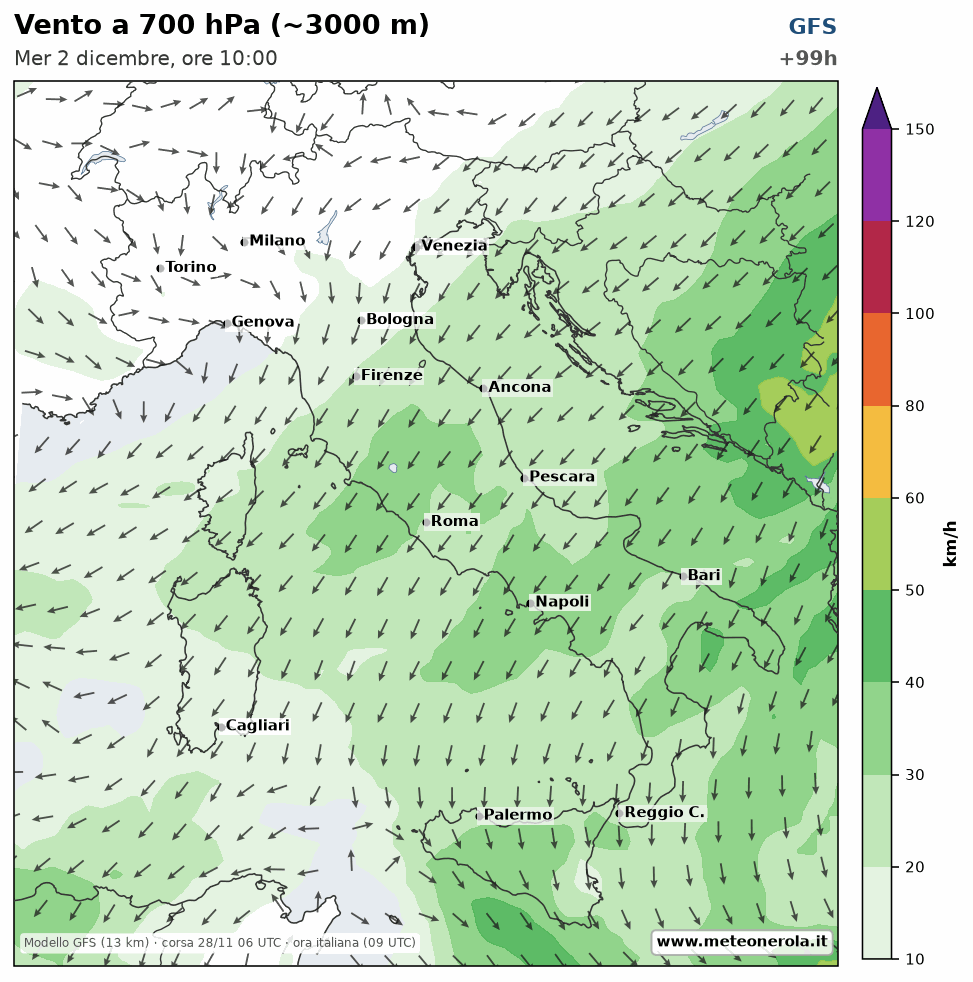 Vento a 700 hPa (~3000 m)
GFS
Mer 2 dicembre, ore 10:00
+99h
150
120
100
80
60
50
40
30
20
10
km/h
Milano
Venezia
Torino
Genova
Bologna
Firenze
Ancona
Pescara
Roma
Bari
Napoli
Cagliari
Palermo
Reggio C.
Modello GFS (13 km) · corsa 28/11 06 UTC · ora italiana (09 UTC)
www.meteonerola.it